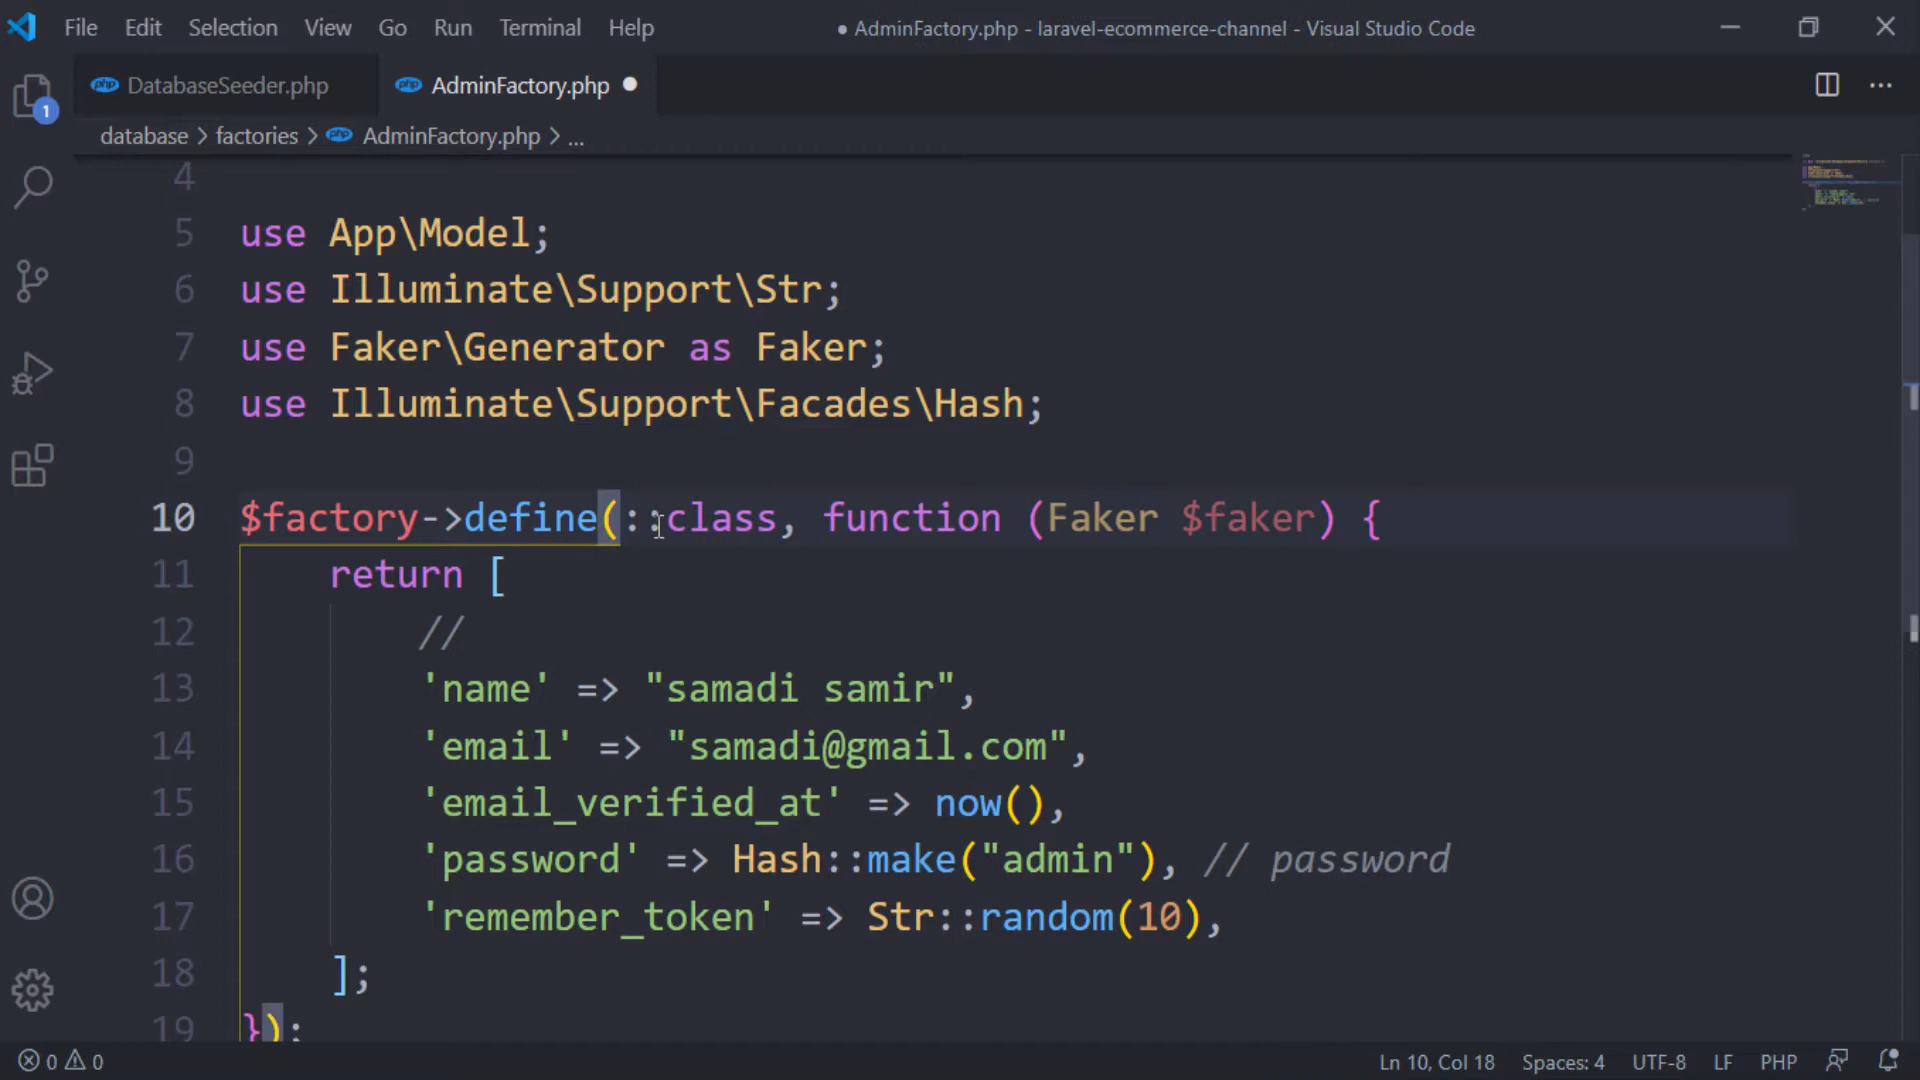 File Edit Selection View Go Run Terminal Help ● AdminFactory.php - laravel-ecommerce-channel - Visual Studio Code
php DatabaseSeeder.php php AdminFactory.php ●
1
database > factories > php AdminFactory.php > ...
4
5 use App\Model;
6 use Illuminate\Support\Str;
7 use Faker\Generator as Faker;
8 use Illuminate\Support\Facades\Hash;
9
10 $factory->define(::class, function (Faker $faker) {
11 return [
12 //
13 'name' => "samadi samir",
14 'email' => "samadi@gmail.com",
15 'email_verified_at' => now(),
16 'password' => Hash::make("admin"), // password
17 'remember_token' => Str::random(10),
18 ];
19 });
0 0 Ln 10, Col 18 Spaces: 4 UTF-8 LF PHP